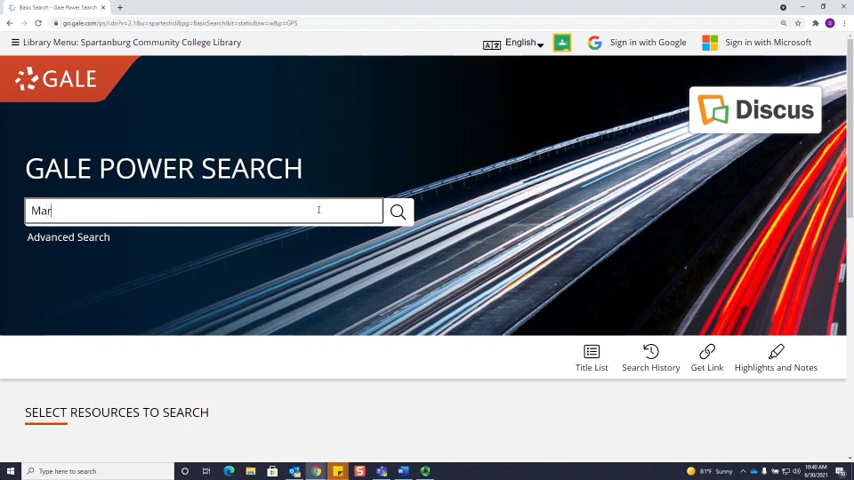 Basic Search - Gale Power Search
go.gale.com/ps/i.do?v=2.1&u=spartechcl&pg=BasicSearch&it=static&sw=w&p=GPS
Library Menu: Spartanburg Community College Library
English
Sign in with Google
Sign in with Microsoft
GALE
Discus
GALE POWER SEARCH
Mar
Advanced Search
Title List
Search History
Get Link
Highlights and Notes
SELECT RESOURCES TO SEARCH
Type here to search
81°F Sunny
10:40 AM
6/30/2021